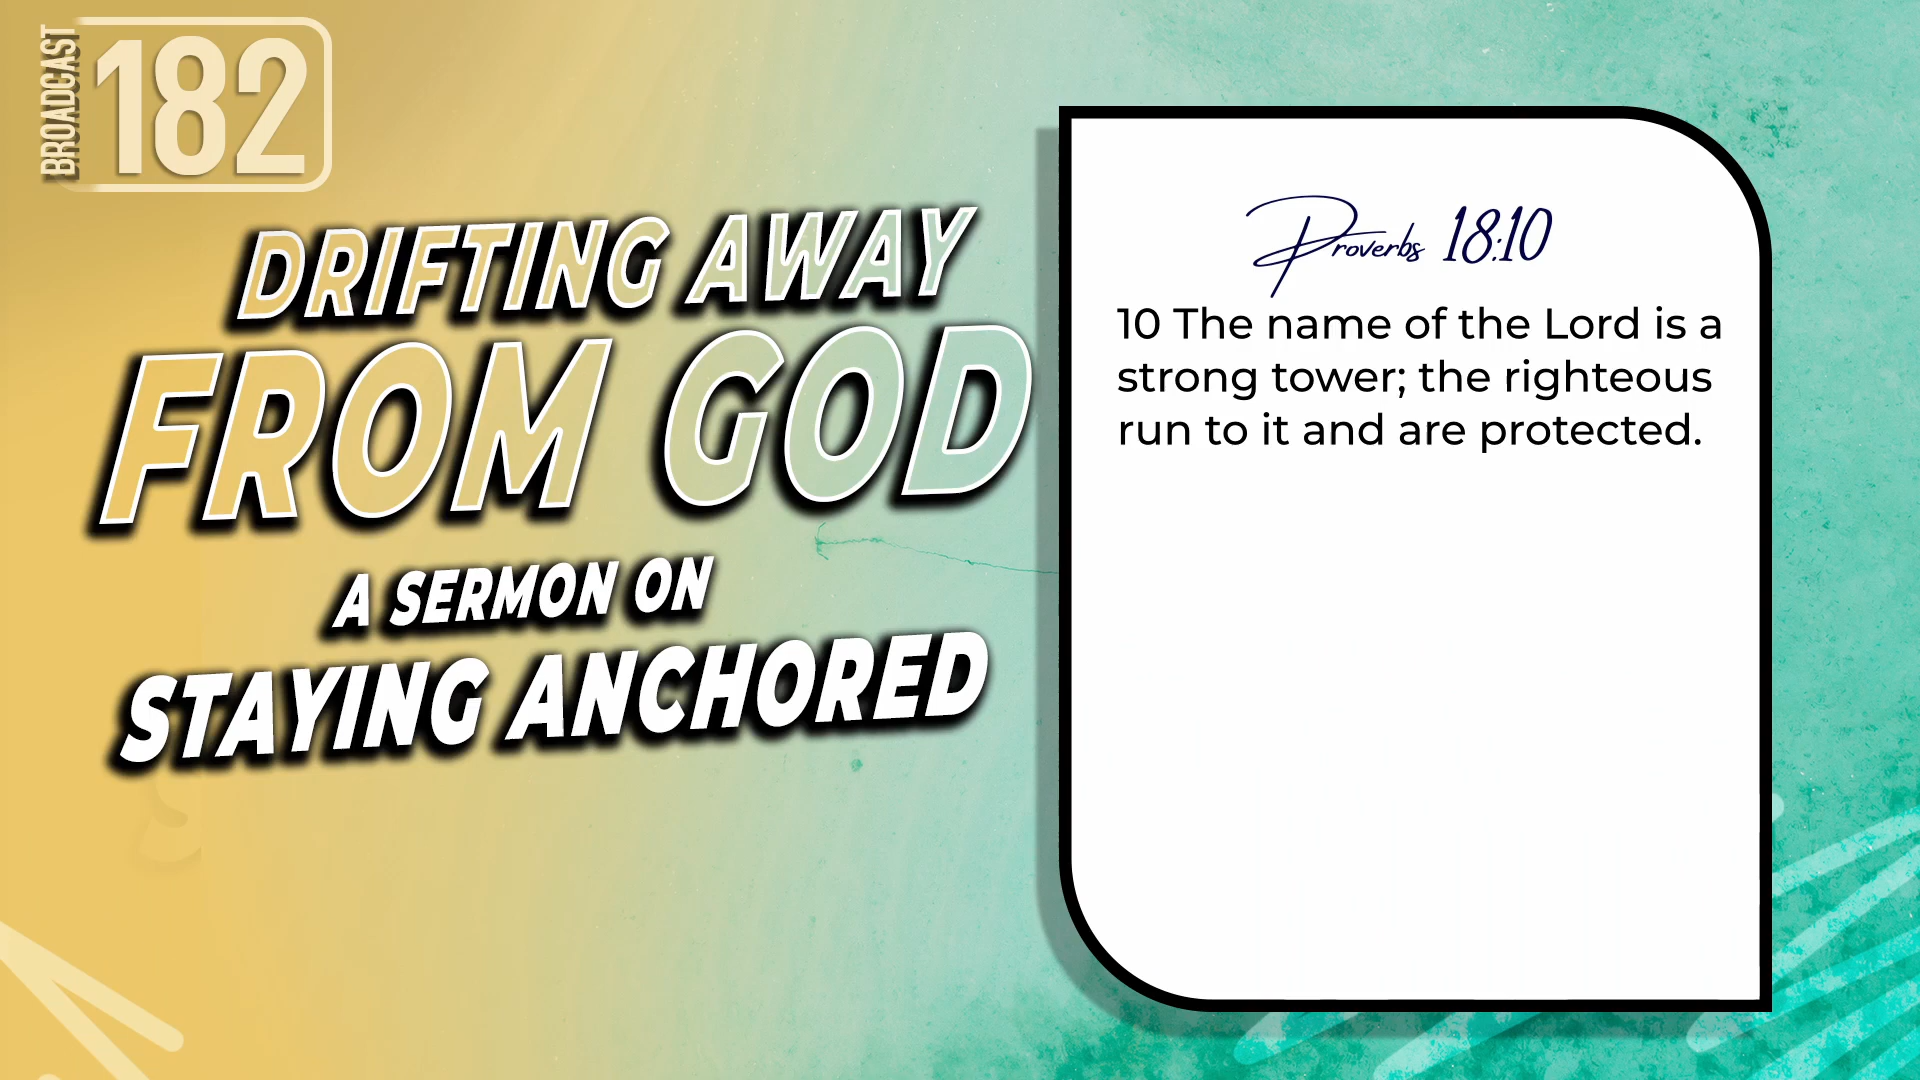 BROADCAST
182
DRIFTING AWAY
FROM GOD
A SERMON ON
STAYING ANCHORED
Proverbs 18:10
10 The name of the Lord is a
strong tower; the righteous
run to it and are protected.